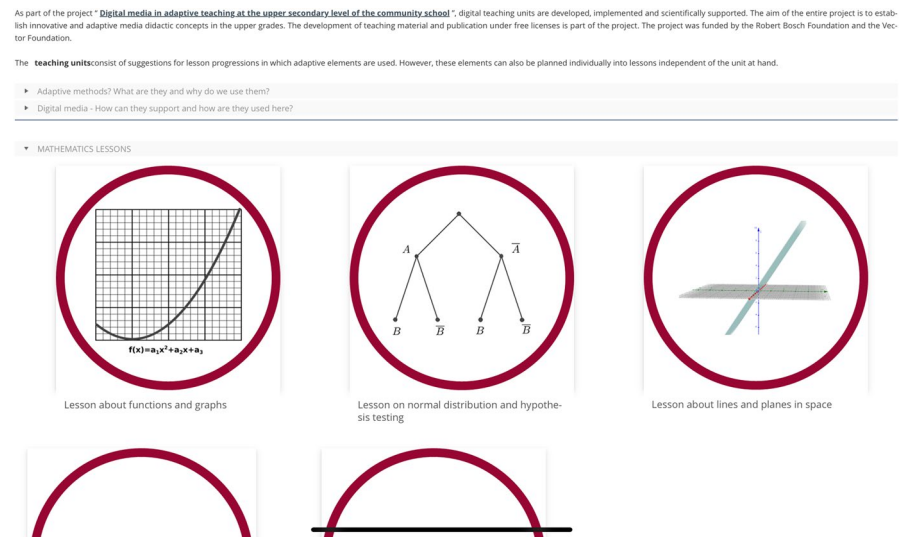 As part of the project " Digital media in adaptive teaching at the upper secondary level of the community school ", digital teaching units are developed, implemented and scientifically supported. The aim of the entire project is to estab-
lish innovative and adaptive media didactic concepts in the upper grades. The development of teaching material and publication under free licenses is part of the project. The project was funded by the Robert Bosch Foundation and the Vec-
tor Foundation.
The teaching unitsconsist of suggestions for lesson progressions in which adaptive elements are used. However, these elements can also be planned individually into lessons independent of the unit at hand.
Adaptive methods? What are they and why do we use them?
Digital media - How can they support and how are they used here?
MATHEMATICS LESSONS
f(x)=a₁x²+a₂x+a₃
A A̅
B B̅ B B̅
Lesson about functions and graphs
Lesson on normal distribution and hypothe-
sis testing
Lesson about lines and planes in space